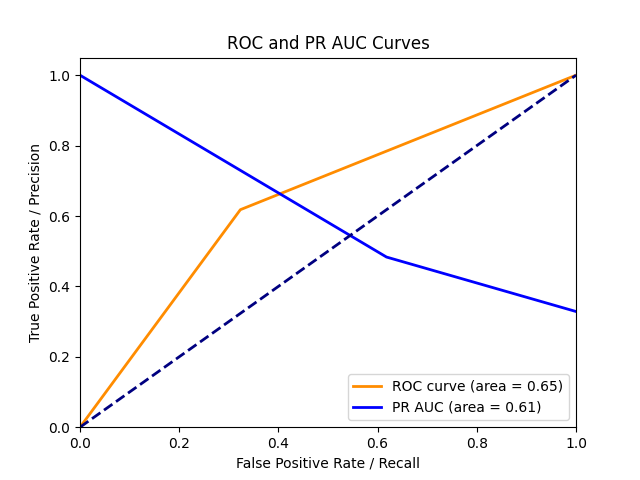 ROC and PR AUC Curves
True Positive Rate / Precision
1.0
0.8
0.6
0.4
0.2
0.0
ROC curve (area = 0.65)
PR AUC (area = 0.61)
0.0 0.2 0.4 0.6 0.8 1.0
False Positive Rate / Recall